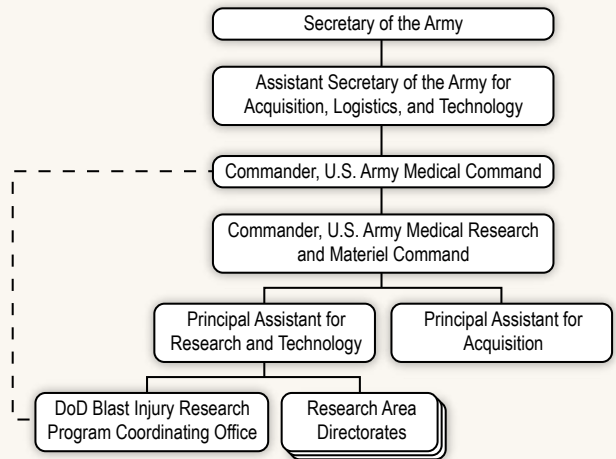 Secretary of the Army
Assistant Secretary of the Army for
Acquisition, Logistics, and Technology
Commander, U.S. Army Medical Command
Commander, U.S. Army Medical Research
and Materiel Command
Principal Assistant for
Research and Technology
Principal Assistant for
Acquisition
DoD Blast Injury Research
Program Coordinating Office
Research Area
Directorates